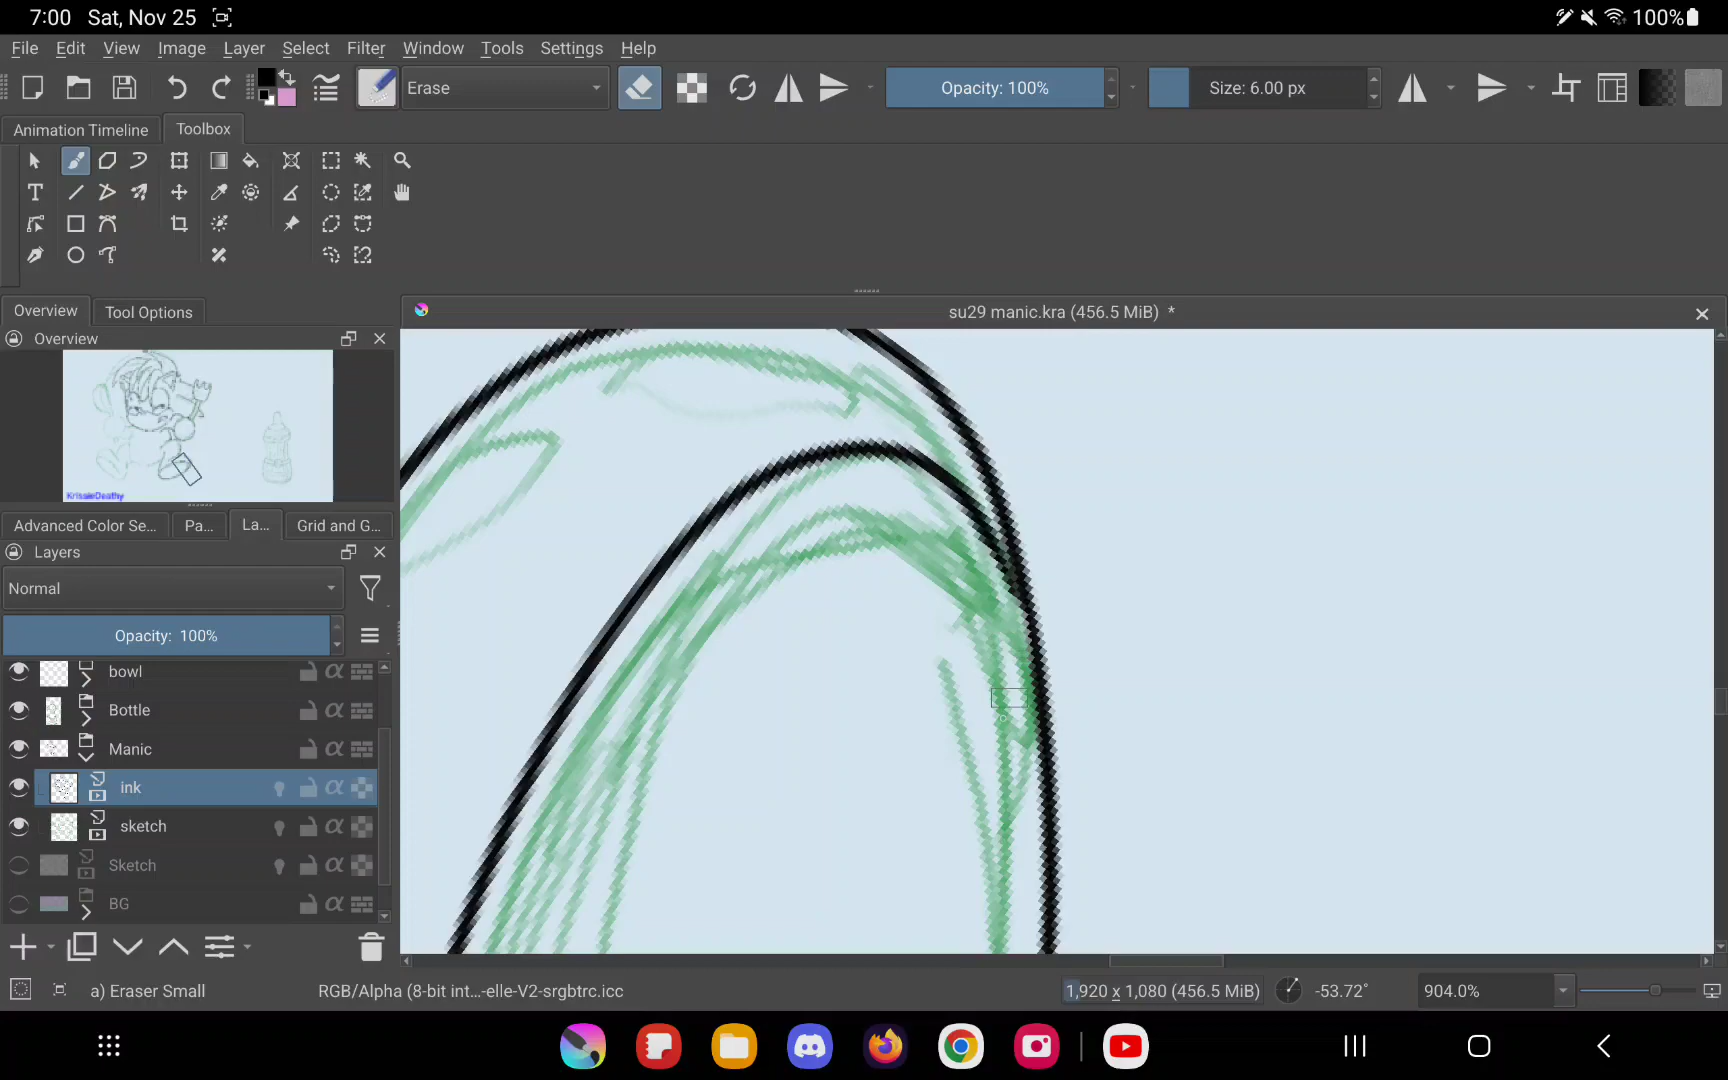 7:00 Sat, Nov 25 100%
File Edit View Image Layer Select Filter Window Tools Settings Help
Erase Opacity: 100% Size: 6.00 px
Animation Timeline Toolbox
Overview Tool Options
su29 manic.kra (456.5 MiB) *
Overview
KrissieDeathy
Advanced Color Se... Pa... La... Grid and G...
Layers
Normal
Opacity: 100%
bowl
Bottle
Manic
ink
sketch
Sketch
BG
a) Eraser Small RGB/Alpha (8-bit int...-elle-V2-srgbtrc.icc 1,920 x 1,080 (456.5 MiB) -53.72° 904.0%